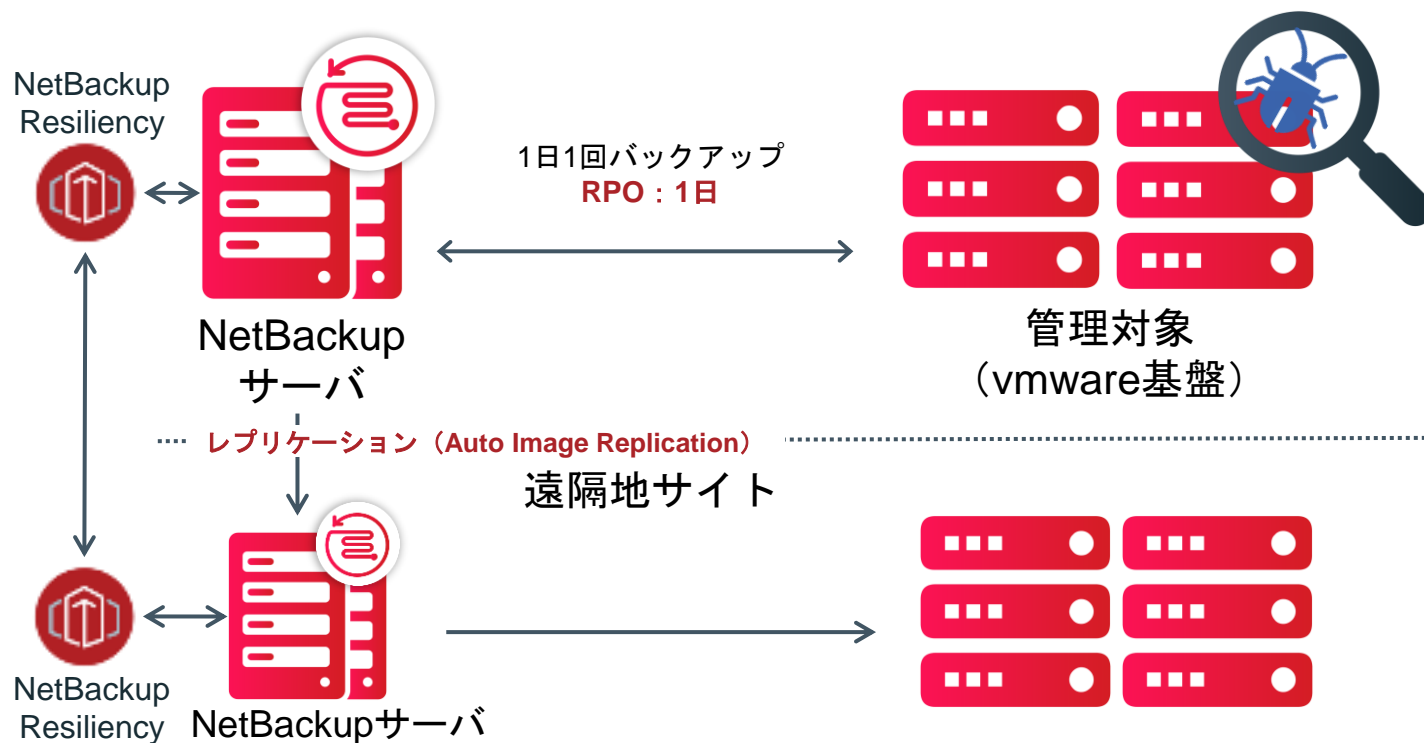 NetBackup
Resiliency
1日1回バックアップ
RPO：1日
NetBackup
サーバ
管理対象
（vmware基盤）
レプリケーション（Auto Image Replication）
遠隔地サイト
NetBackup
Resiliency
NetBackupサーバ